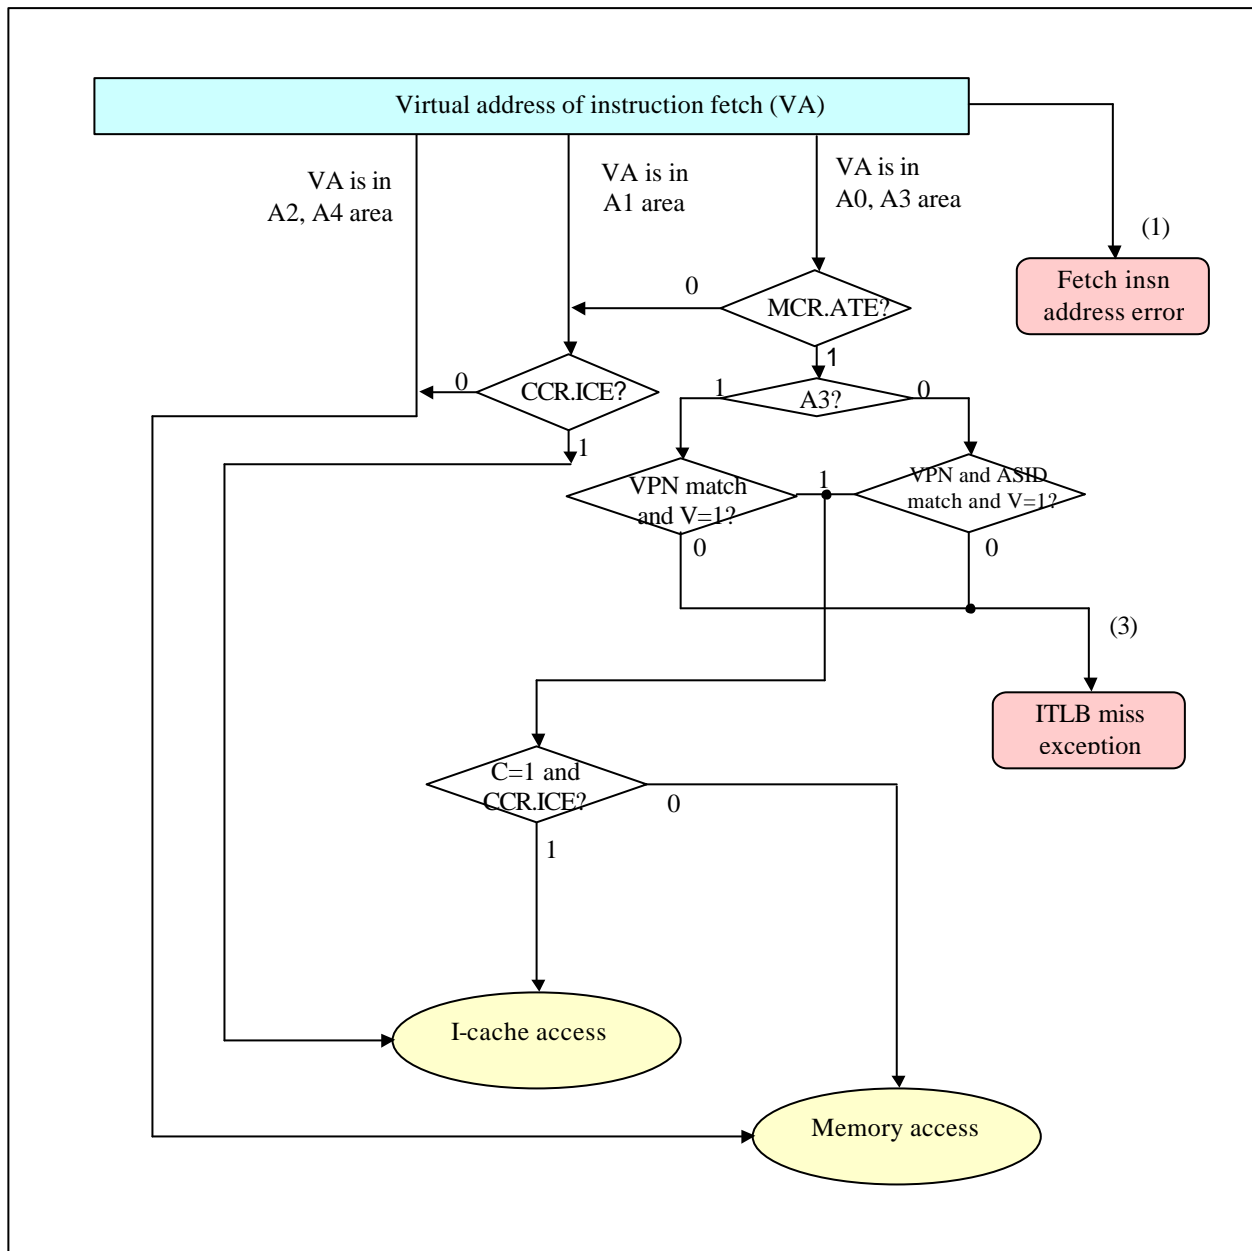 Virtual address of instruction fetch (VA)
VA is in
A2, A4 area
VA is in
A1 area
VA is in
A0, A3 area
(1)
Fetch insn
address error
0
MCR.ATE?
1
0
CCR.ICE?
1
1
A3?
0
VPN match
and V=1?
1
VPN and ASID
match and V=1?
0
0
(3)
ITLB miss
exception
C=1 and
CCR.ICE?
0
1
I-cache access
Memory access